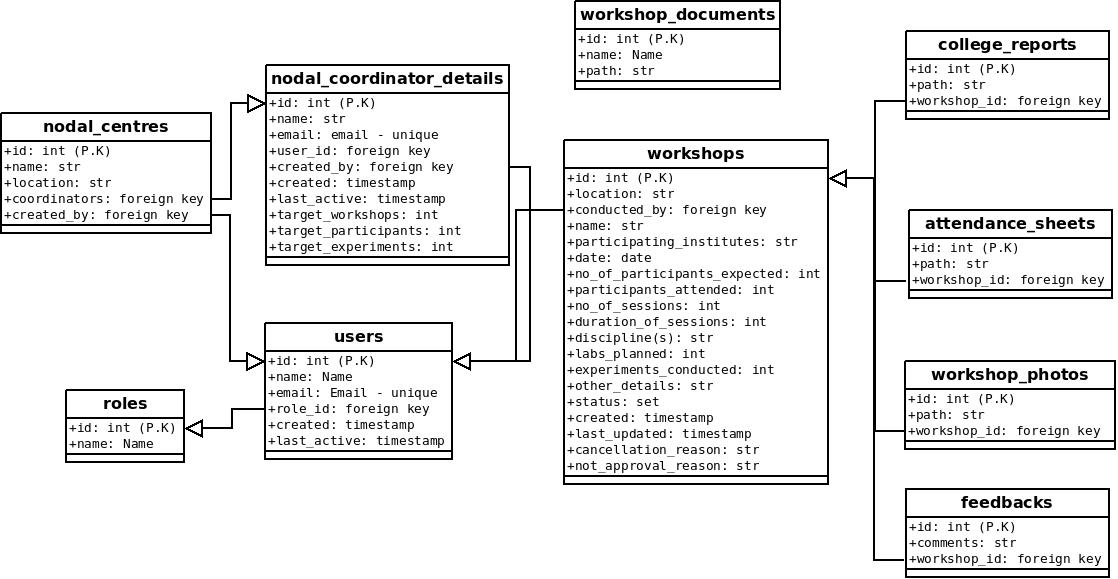 workshop_documents
+id: int (P.K)
+name: Name
+path: str
college_reports
+id: int (P.K)
+path: str
+workshop_id: foreign key
nodal_coordinator_details
+id: int (P.K)
+name: str
+email: email - unique
+user_id: foreign key
+created_by: foreign key
+created: timestamp
+last_active: timestamp
+target_workshops: int
+target_participants: int
+target_experiments: int
nodal_centres
+id: int (P.K)
+name: str
+location: str
+coordinators: foreign key
+created_by: foreign key
workshops
+id: int (P.K)
+location: str
+conducted_by: foreign key
+name: str
+participating_institutes: str
+date: date
+no_of_participants_expected: int
+participants_attended: int
+no_of_sessions: int
+duration_of_sessions: int
+discipline(s): str
+labs_planned: int
+experiments_conducted: int
+other_details: str
+status: set
+created: timestamp
+last_updated: timestamp
+cancellation_reason: str
+not_approval_reason: str
attendance_sheets
+id: int (P.K)
+path: str
+workshop_id: foreign key
users
+id: int (P.K)
+name: Name
+email: Email - unique
+role_id: foreign key
+created: timestamp
+last_active: timestamp
roles
+id: int (P.K)
+name: Name
workshop_photos
+id: int (P.K)
+path: str
+workshop_id: foreign key
feedbacks
+id: int (P.K)
+comments: str
+workshop_id: foreign key